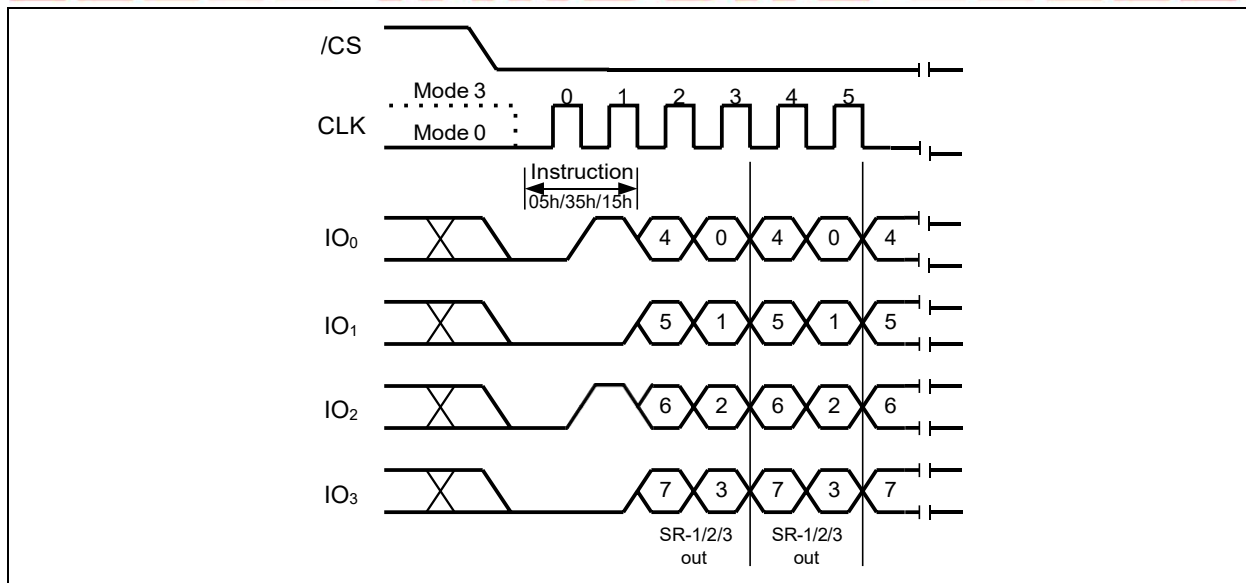 /CS
Mode 3
0 1 2 3 4 5
CLK
Mode 0
Instruction
05h/35h/15h
IO₀ 4 0 4 0 4
IO₁ 5 1 5 1 5
IO₂ 6 2 6 2 6
IO₃ 7 3 7 3 7
SR-1/2/3 SR-1/2/3
out out